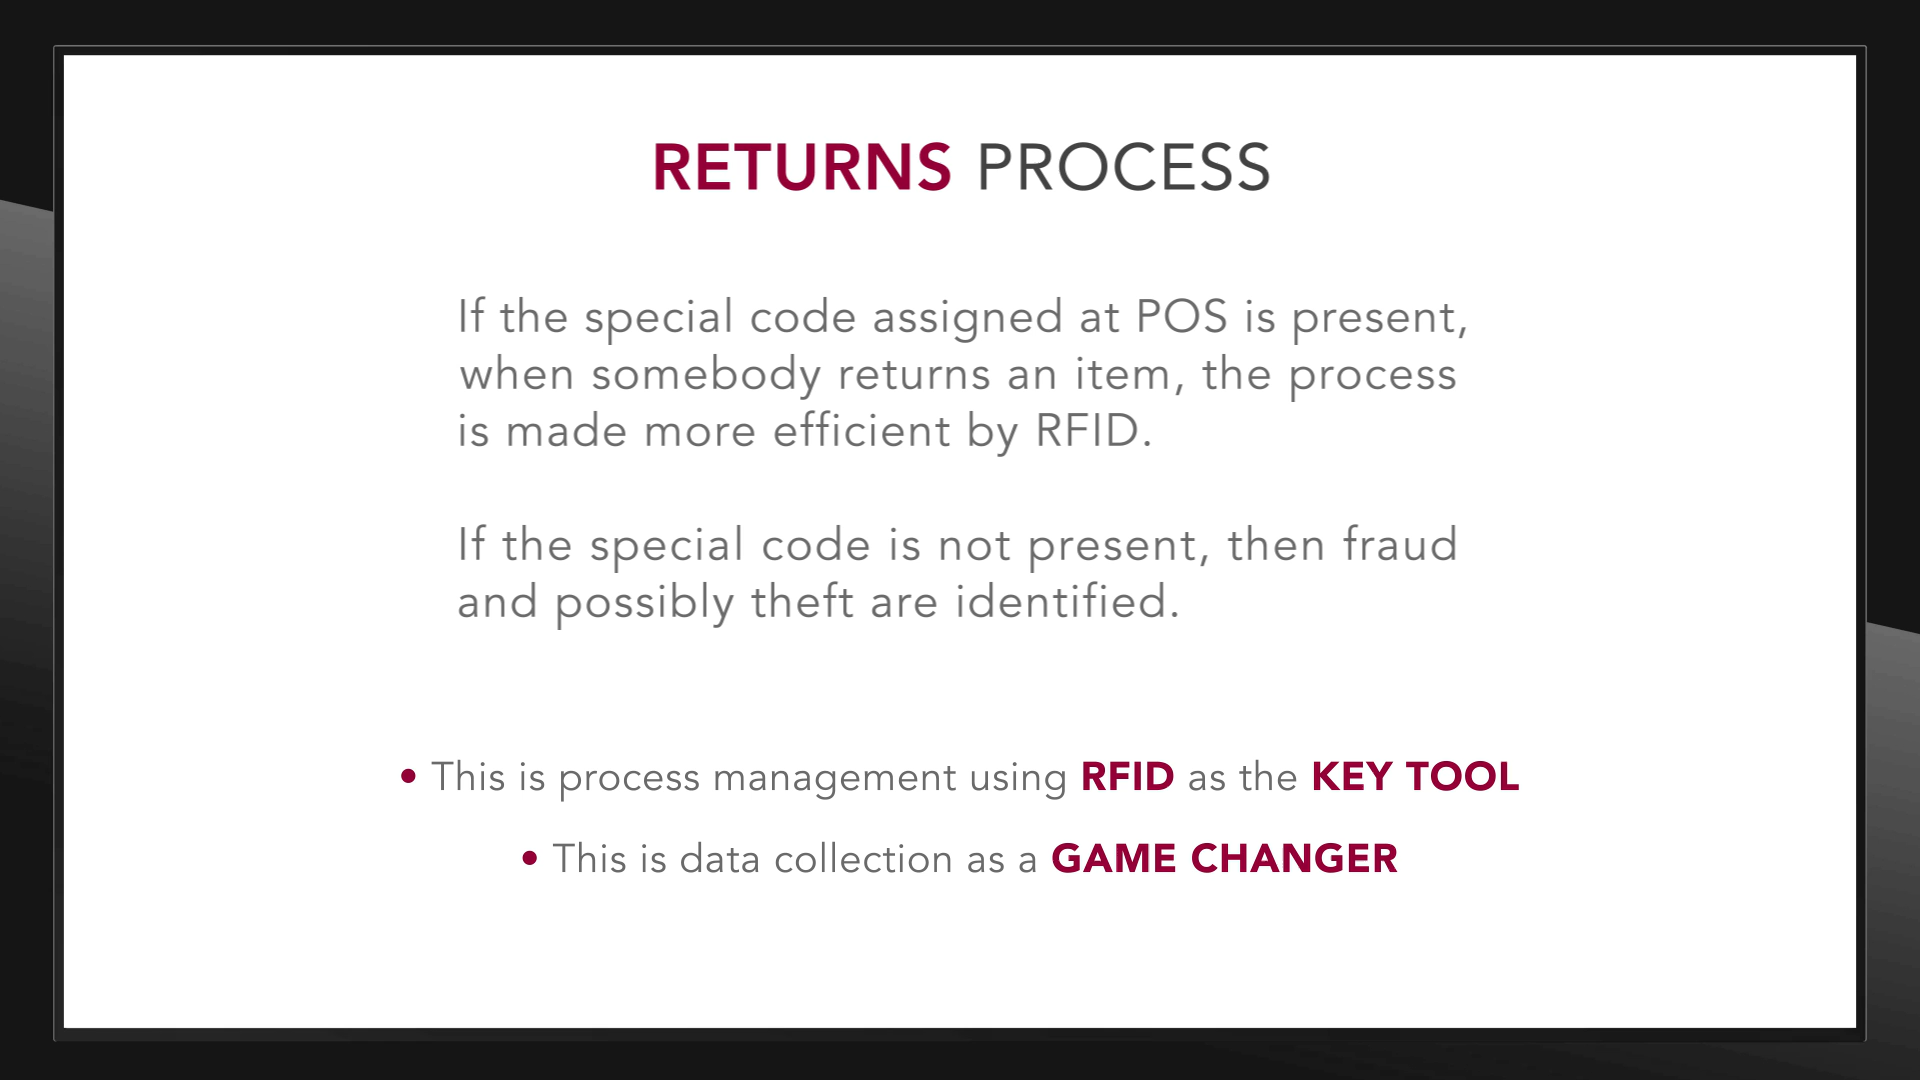 RETURNS PROCESS
If the special code assigned at POS is present,
when somebody returns an item, the process
is made more efficient by RFID.
If the special code is not present, then fraud
and possibly theft are identified.
• This is process management using RFID as the KEY TOOL
• This is data collection as a GAME CHANGER